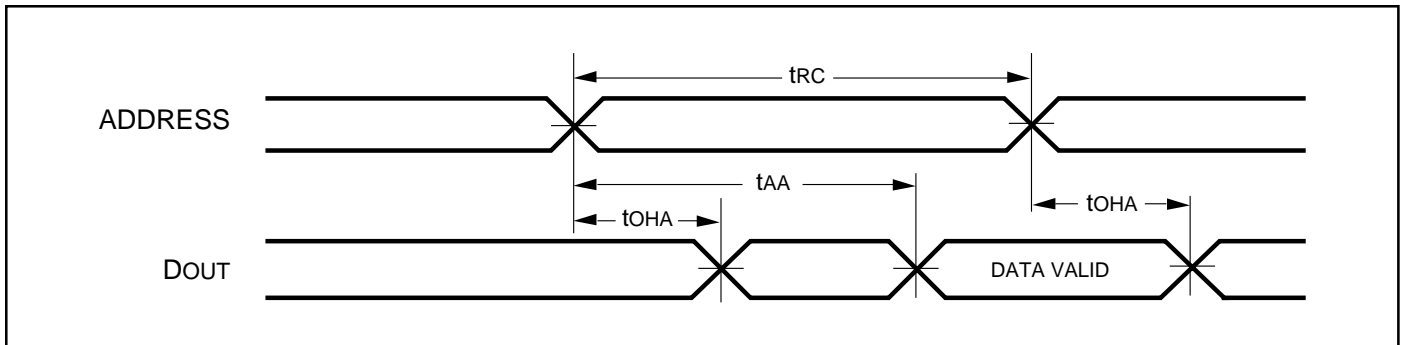 tRC
ADDRESS
tAA
tOHA
tOHA
DOUT
DATA VALID